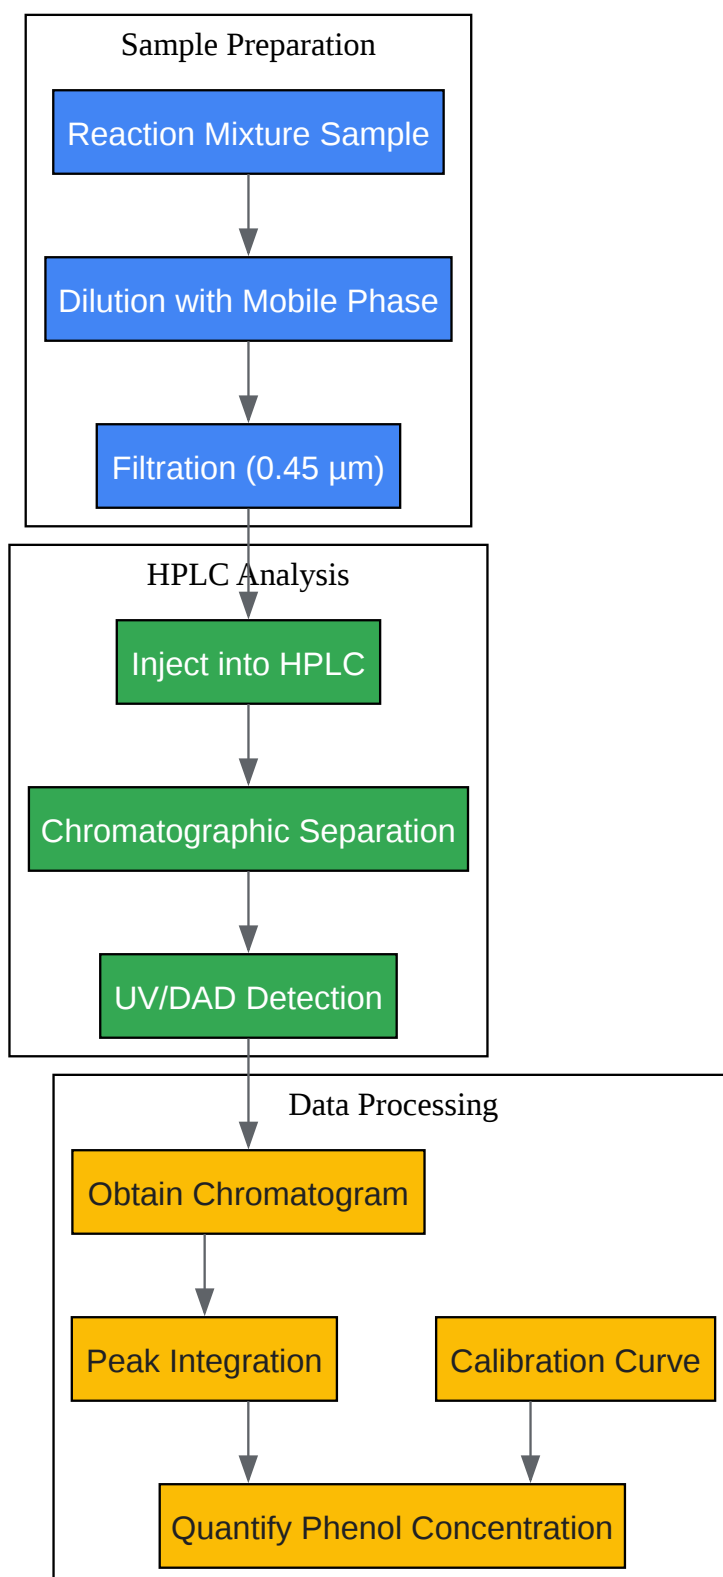 Sample Preparation
Reaction Mixture Sample
Dilution with Mobile Phase
Filtration (0.45 µm)
HPLC Analysis
Inject into HPLC
Chromatographic Separation
UV/DAD Detection
Data Processing
Obtain Chromatogram
Peak Integration
Calibration Curve
Quantify Phenol Concentration